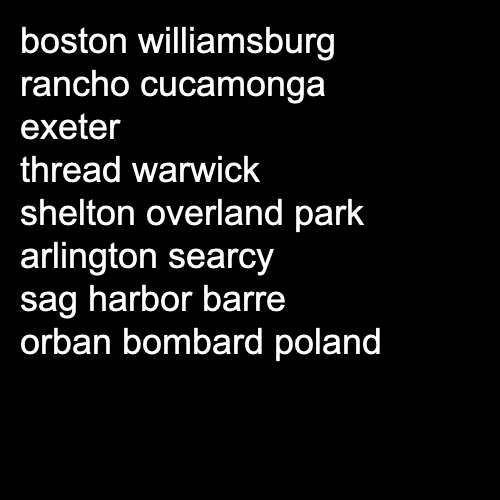 boston williamsburg
rancho cucamonga
exeter
thread warwick
shelton overland park
arlington searcy
sag harbor barre
orban bombard poland